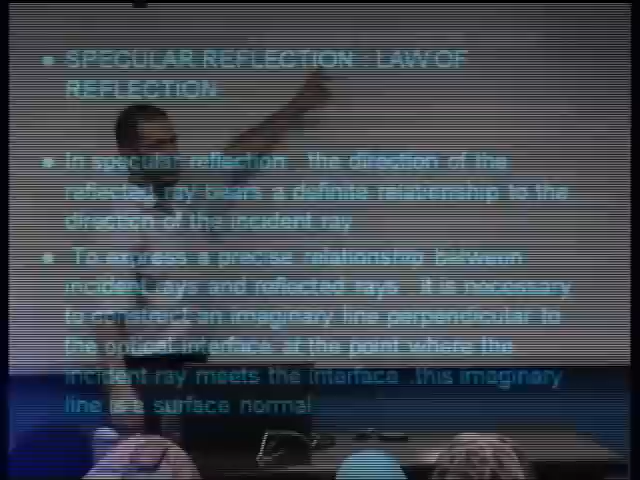 SPECULAR REFLECTION : LAW OF
REFLECTION
In specular reflection the direction of the
reflected ray bears a definite relationship to the
direction of the incident ray
To express a precise relationship between
incident rays and reflected rays it is necessary
to construct an imaginary line perpendicular to
the optical interface at the point where the
incident ray meets the interface .this imaginary
line is a surface normal